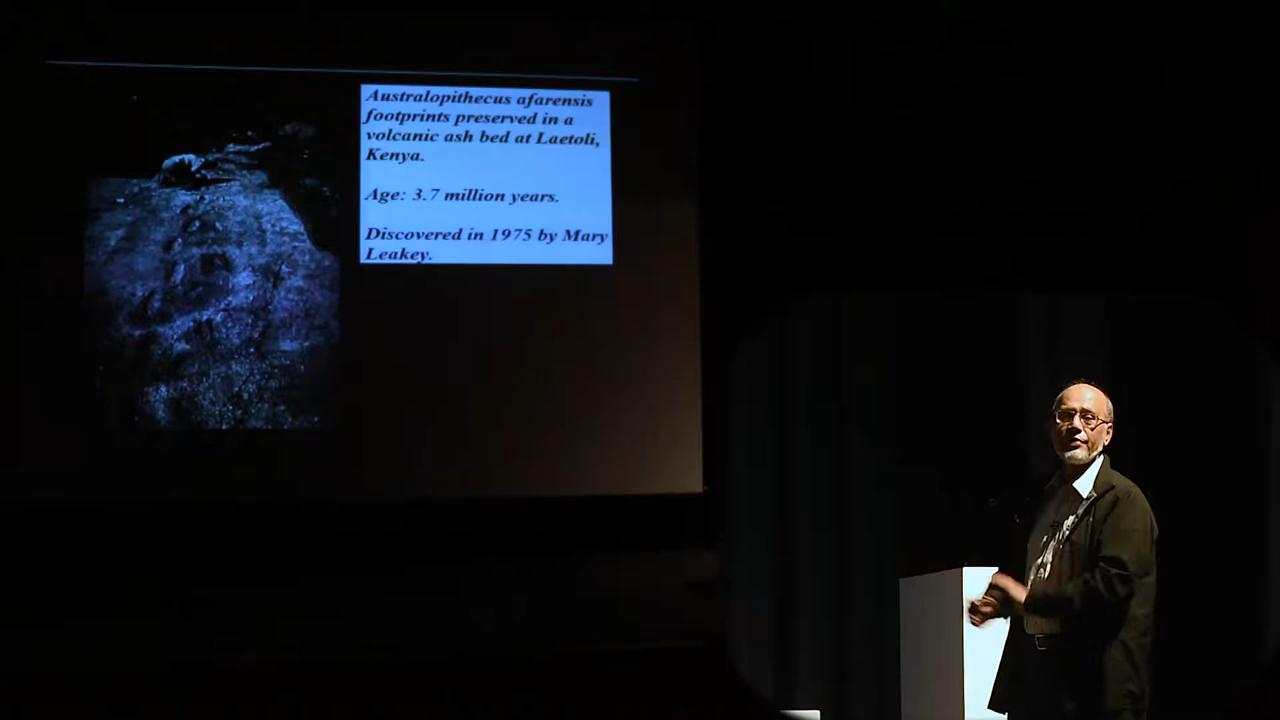 Australopithecus afarensis
footprints preserved in a
volcanic ash bed at Laetoli,
Kenya.
Age: 3.7 million years.
Discovered in 1975 by Mary
Leakey.